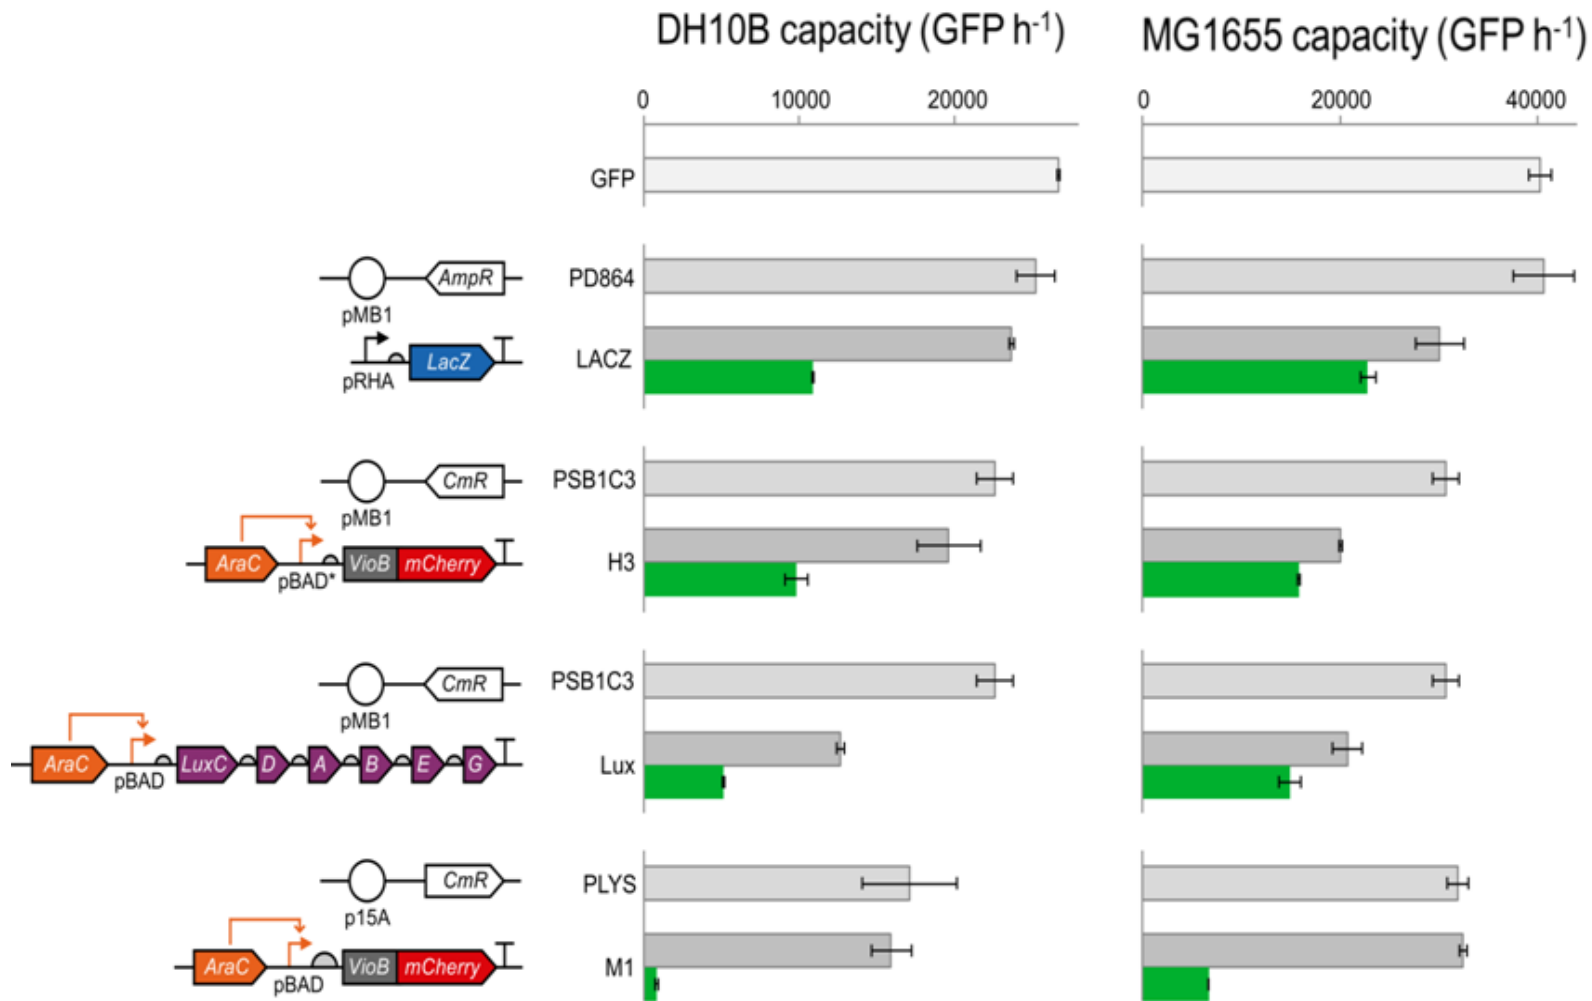 DH10B capacity (GFP h-1)
MG1655 capacity (GFP h-1)
0 10000 20000
0 20000 40000
GFP
AmpR
pMB1
PD864
LacZ
pRHA
LACZ
CmR
pMB1
PSB1C3
AraC
pBAD*
VioB
mCherry
H3
CmR
pMB1
PSB1C3
AraC
pBAD
LuxC
D
A
B
E
G
Lux
CmR
p15A
PLYS
AraC
pBAD
VioB
mCherry
M1